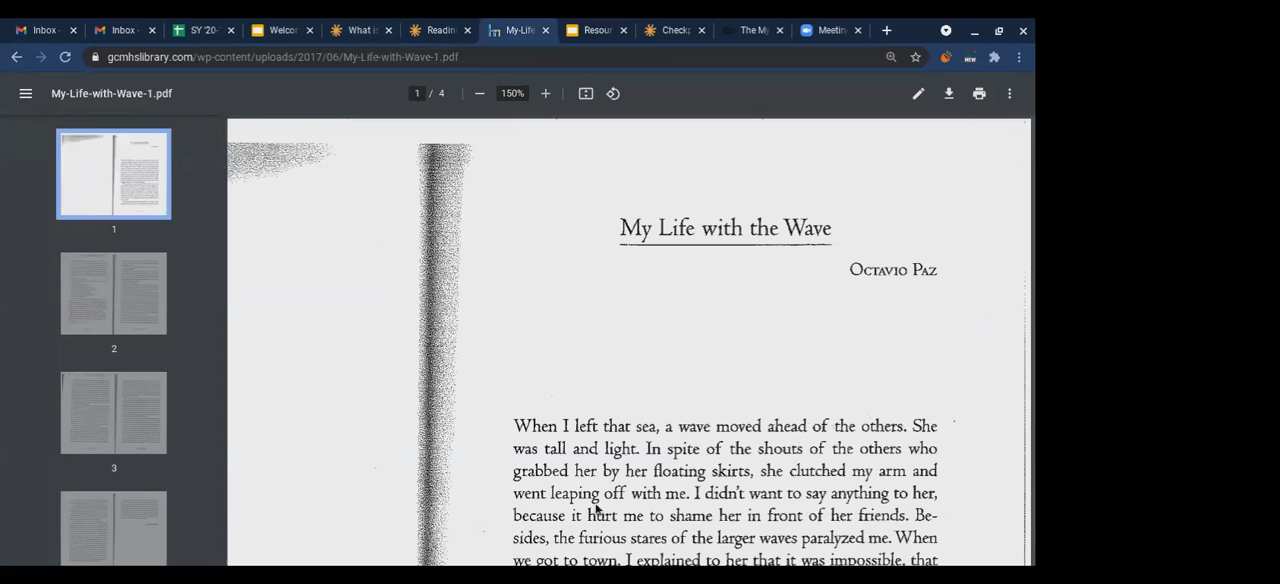 Inbox -
Inbox -
SY '20-
Welcor
What is
Readin
My-Life
Resour
Checkp
The My
Meetin
gcmhslibrary.com/wp-content/uploads/2017/06/My-Life-with-Wave-1.pdf
NEW
My-Life-with-Wave-1.pdf
1 / 4
150%
1
2
3
My Life with the Wave
Octavio Paz
When I left that sea, a wave moved ahead of the others. She
was tall and light. In spite of the shouts of the others who
grabbed her by her floating skirts, she clutched my arm and
went leaping off with me. I didn't want to say anything to her,
because it hurt me to shame her in front of her friends. Be-
sides, the furious stares of the larger waves paralyzed me. When
we got to town, I explained to her that it was impossible, that